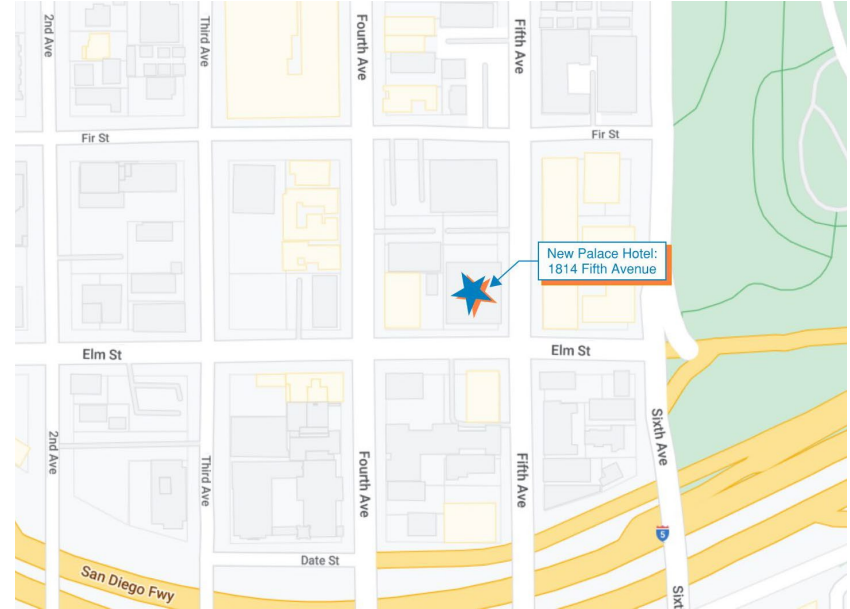 2nd Ave
Third Ave
Fourth Ave
Fifth Ave
Fir St
Fir St
New Palace Hotel:
1814 Fifth Avenue
Elm St
Elm St
2nd Ave
Third Ave
Fourth Ave
Fifth Ave
Sixth Ave
5
Date St
San Diego Fwy